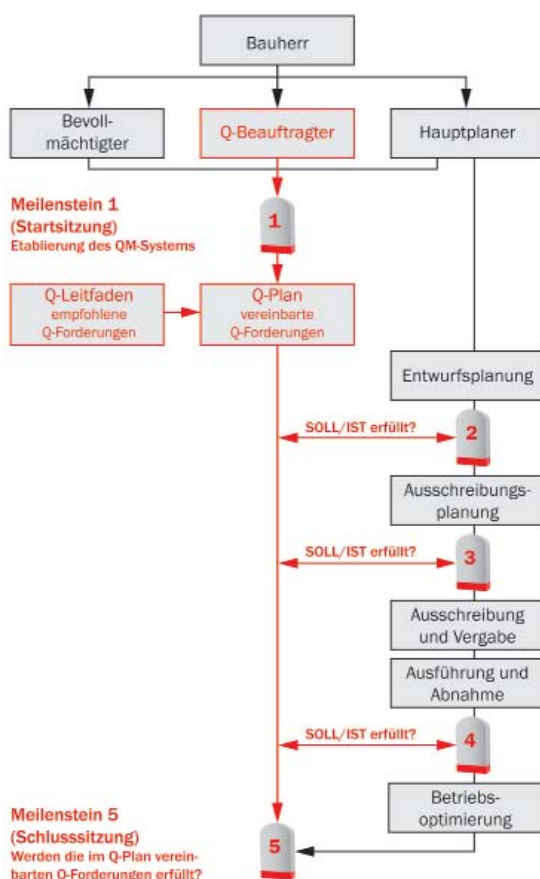 Bauherr
Bevoll-
mächtigter
Q-Beauftragter
Hauptplaner
Meilenstein 1
(Startsitzung)
Etablierung des QM-Systems
1
Q-Leitfaden
empfohlene
Q-Forderungen
Q-Plan
vereinbarte
Q-Forderungen
Entwurfsplanung
SOLL/IST erfüllt?
2
Ausschreibungs-
planung
SOLL/IST erfüllt?
3
Ausschreibung
und Vergabe
Ausführung und
Abnahme
SOLL/IST erfüllt?
4
Betriebs-
optimierung
Meilenstein 5
(Schlusssitzung)
Werden die im Q-Plan verein-
barten Q-Forderungen erfüllt?
5